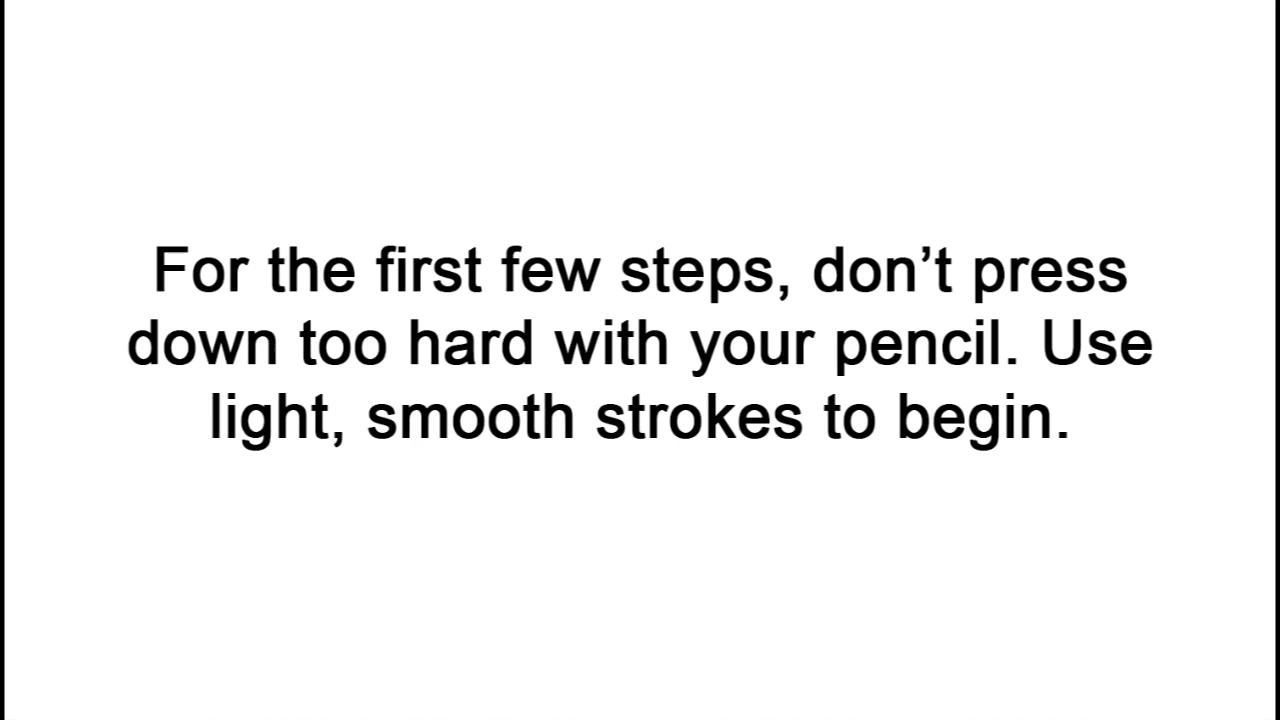 For the first few steps, don’t press
down too hard with your pencil. Use
light, smooth strokes to begin.